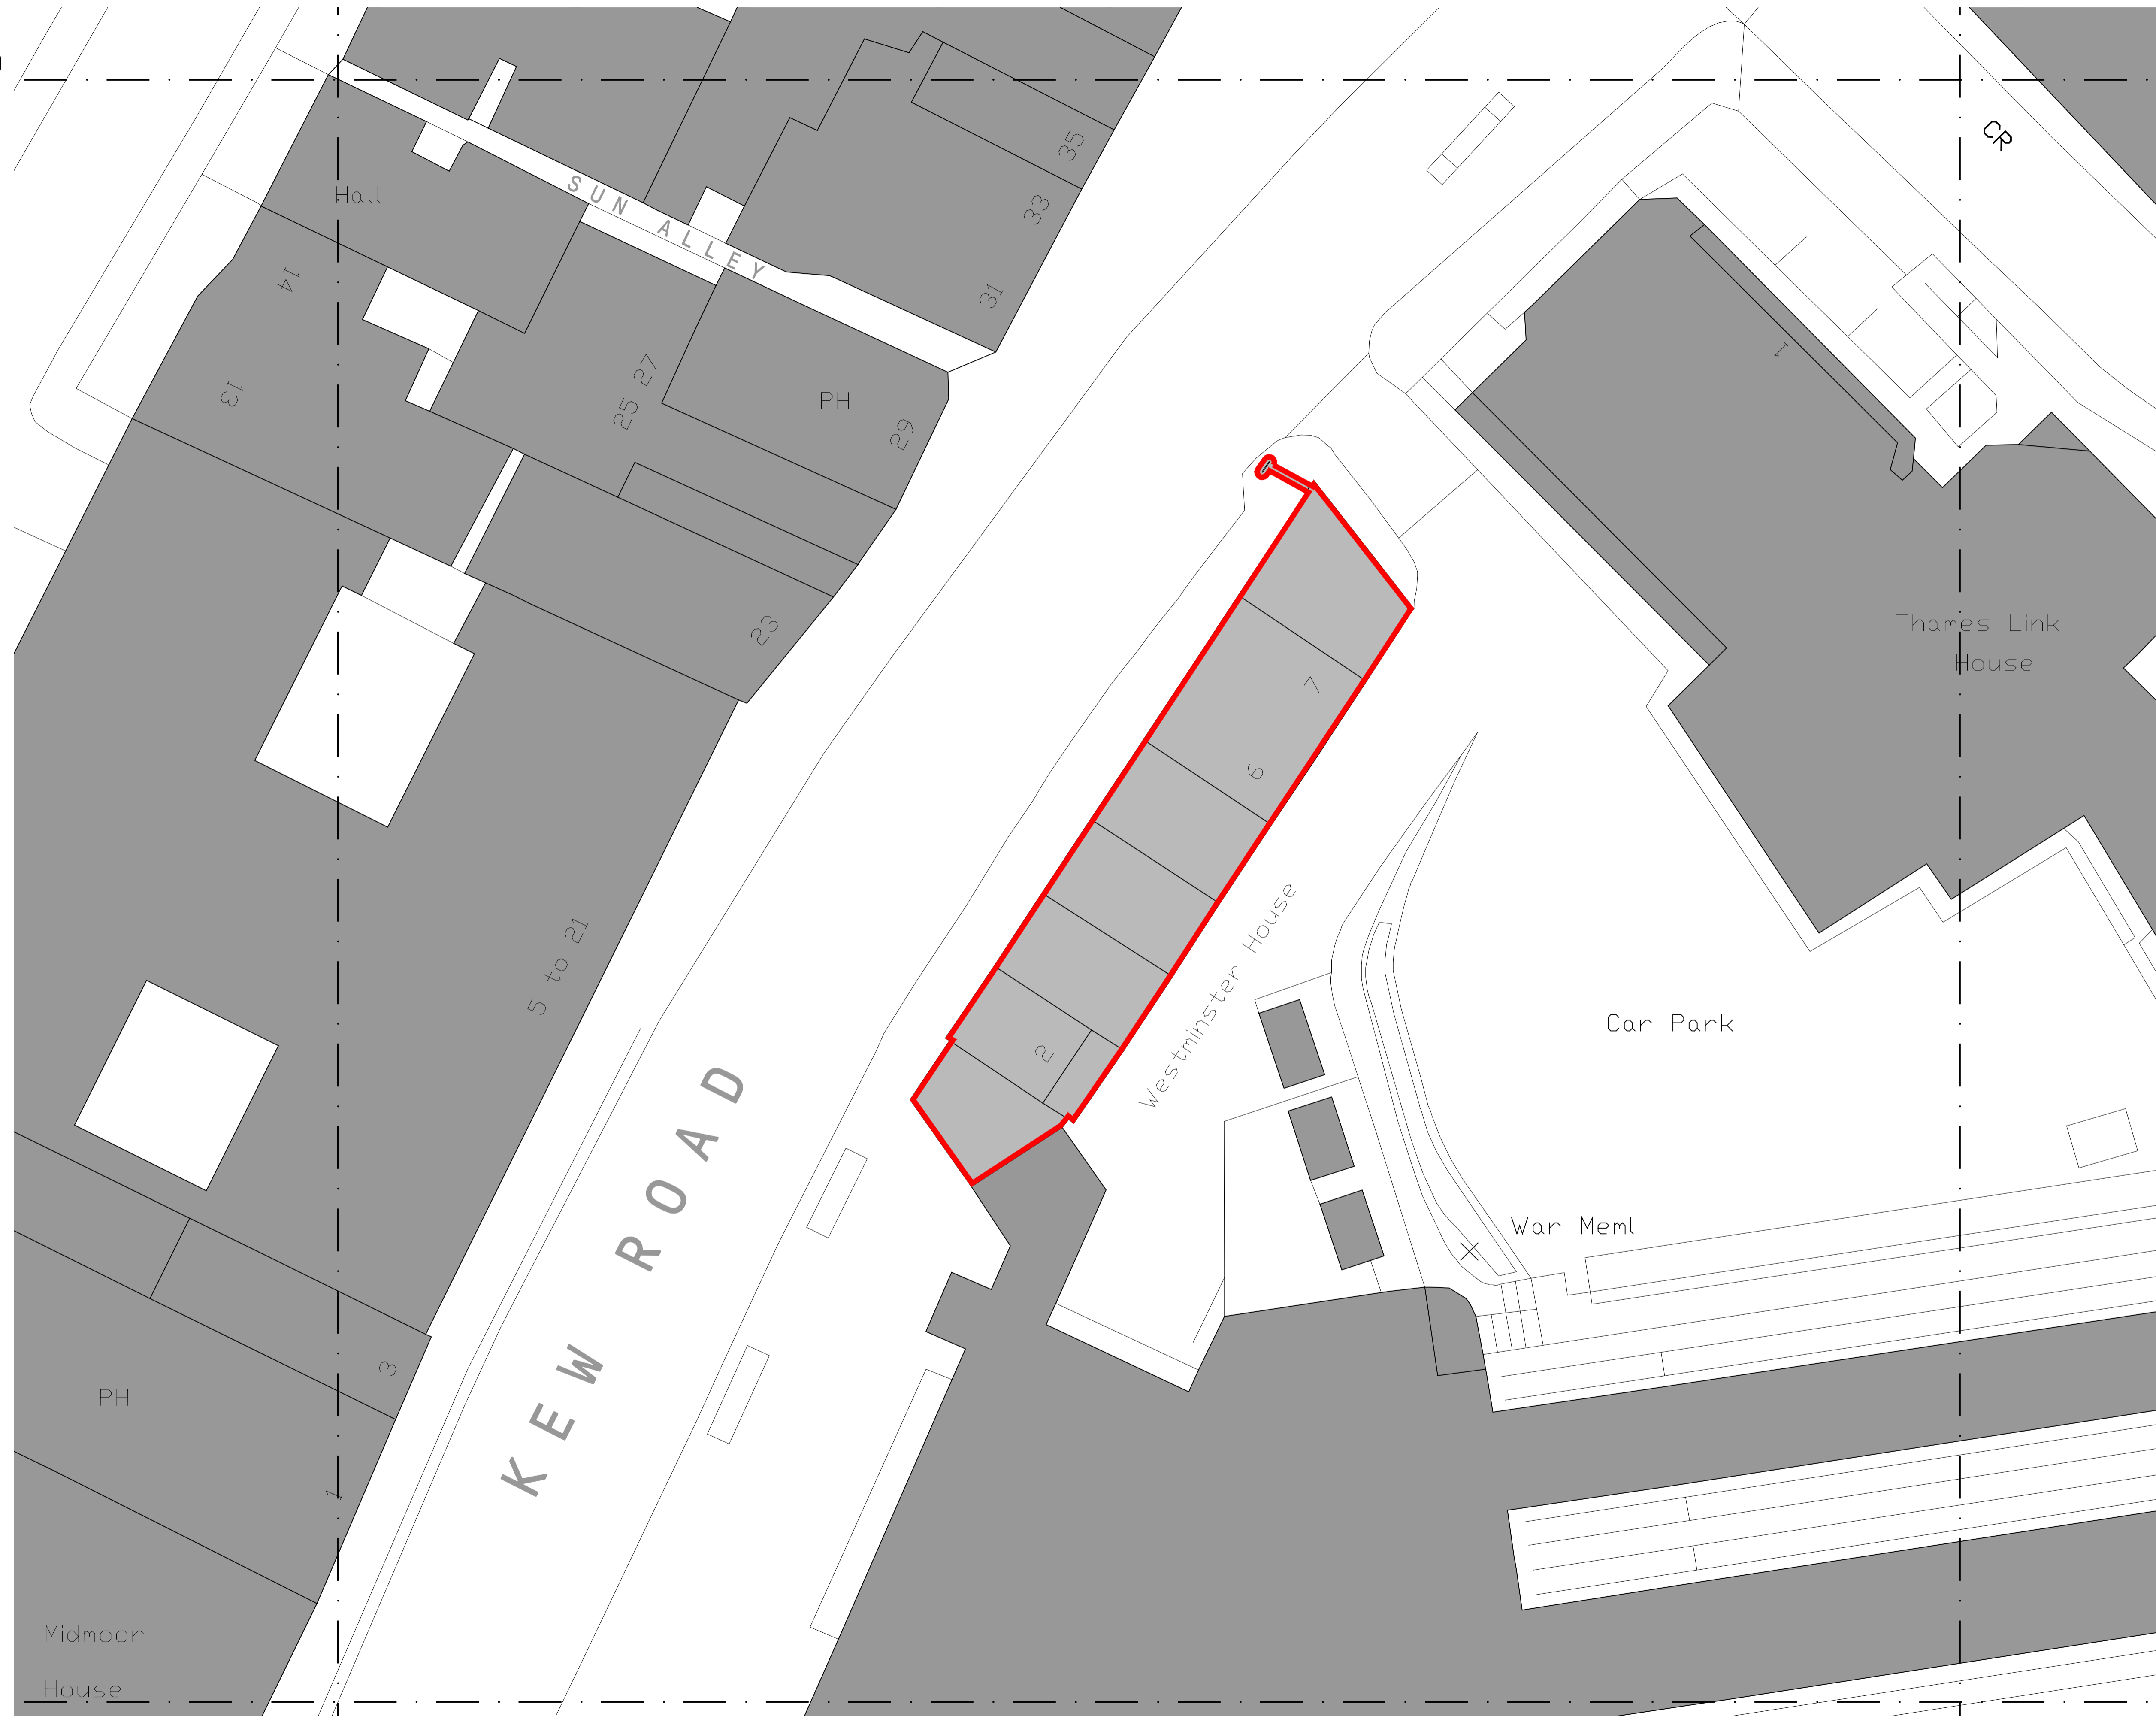 CR
35
Hall
SUN ALLEY
33
14
31
1
25 27
13
PH
29
23
Thames Link
House
7
6
5 to 21
Westminster House
Car Park
2
KEW ROAD
War Meml
3
PH
1
Midmoor
House